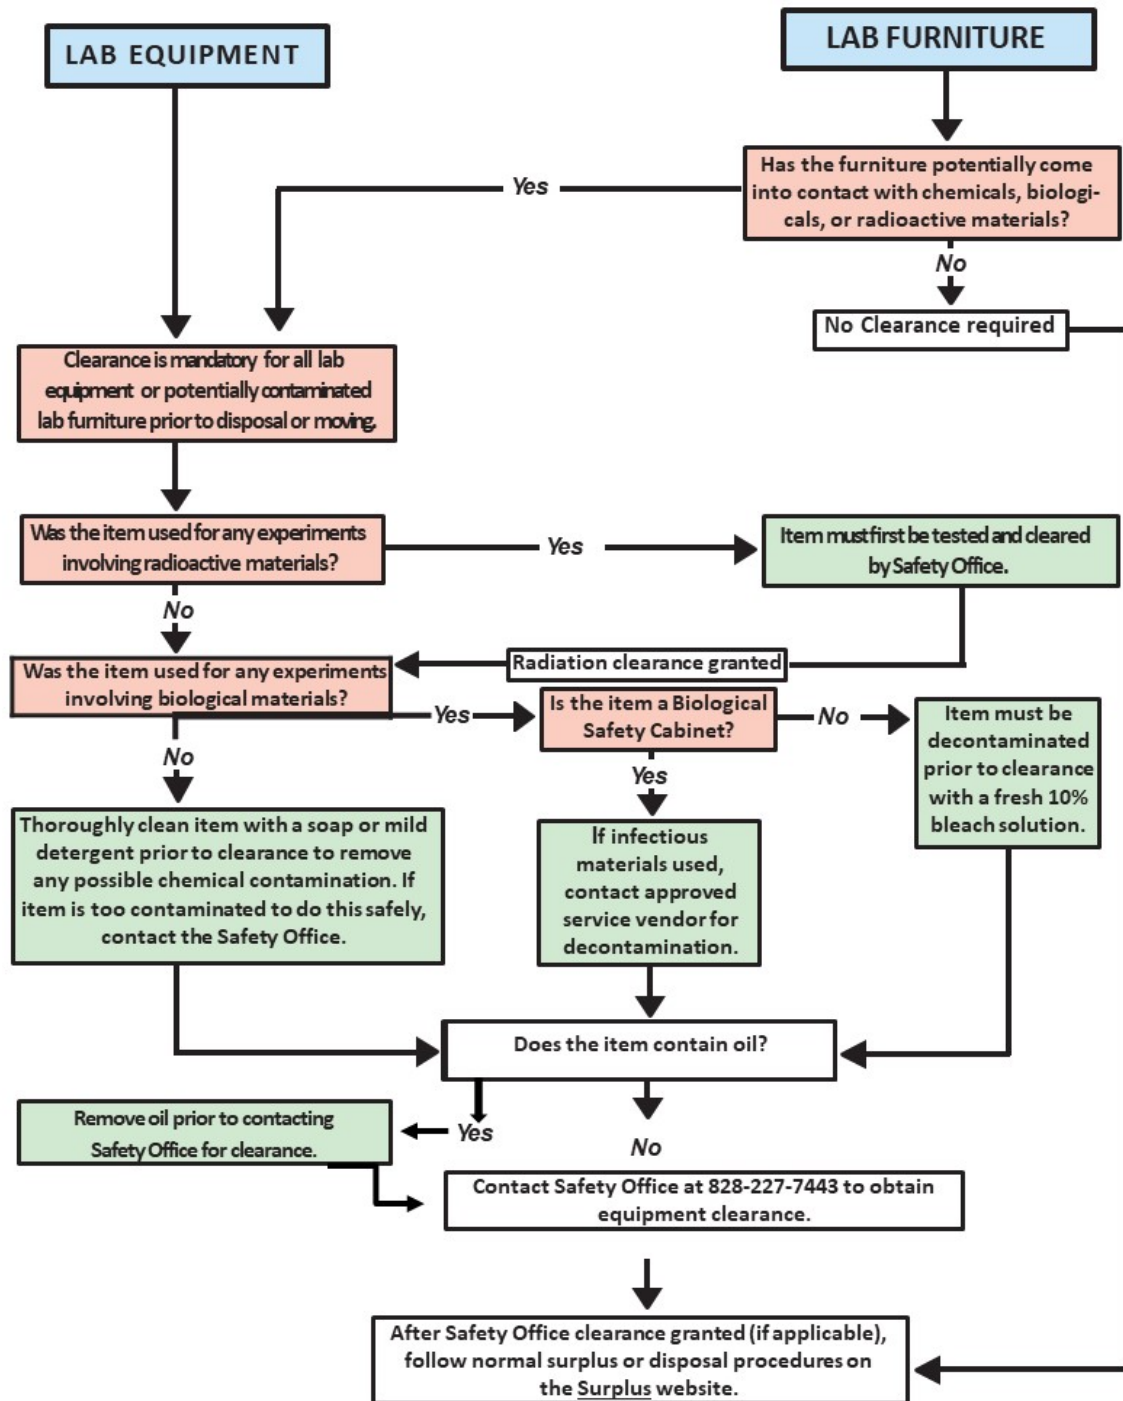 LAB EQUIPMENT
LAB FURNITURE
Has the furniture potentially come
into contact with chemicals, biologi-
cals, or radioactive materials?
Yes
No
No Clearance required
Clearance is mandatory for all lab
equipment or potentially contaminated
lab furniture prior to disposal or moving.
Was the item used for any experiments
involving radioactive materials?
Yes
Item must first be tested and cleared
by Safety Office.
No
Radiation clearance granted
Was the item used for any experiments
involving biological materials?
Yes
Is the item a Biological
Safety Cabinet?
No
Item must be
decontaminated
prior to clearance
with a fresh 10%
bleach solution.
No
Yes
Thoroughly clean item with a soap or mild
detergent prior to clearance to remove
any possible chemical contamination. If
item is too contaminated to do this safely,
contact the Safety Office.
If infectious
materials used,
contact approved
service vendor for
decontamination.
Does the item contain oil?
Yes
Remove oil prior to contacting
Safety Office for clearance.
No
Contact Safety Office at 828-227-7443 to obtain
equipment clearance.
After Safety Office clearance granted (if applicable),
follow normal surplus or disposal procedures on
the Surplus website.